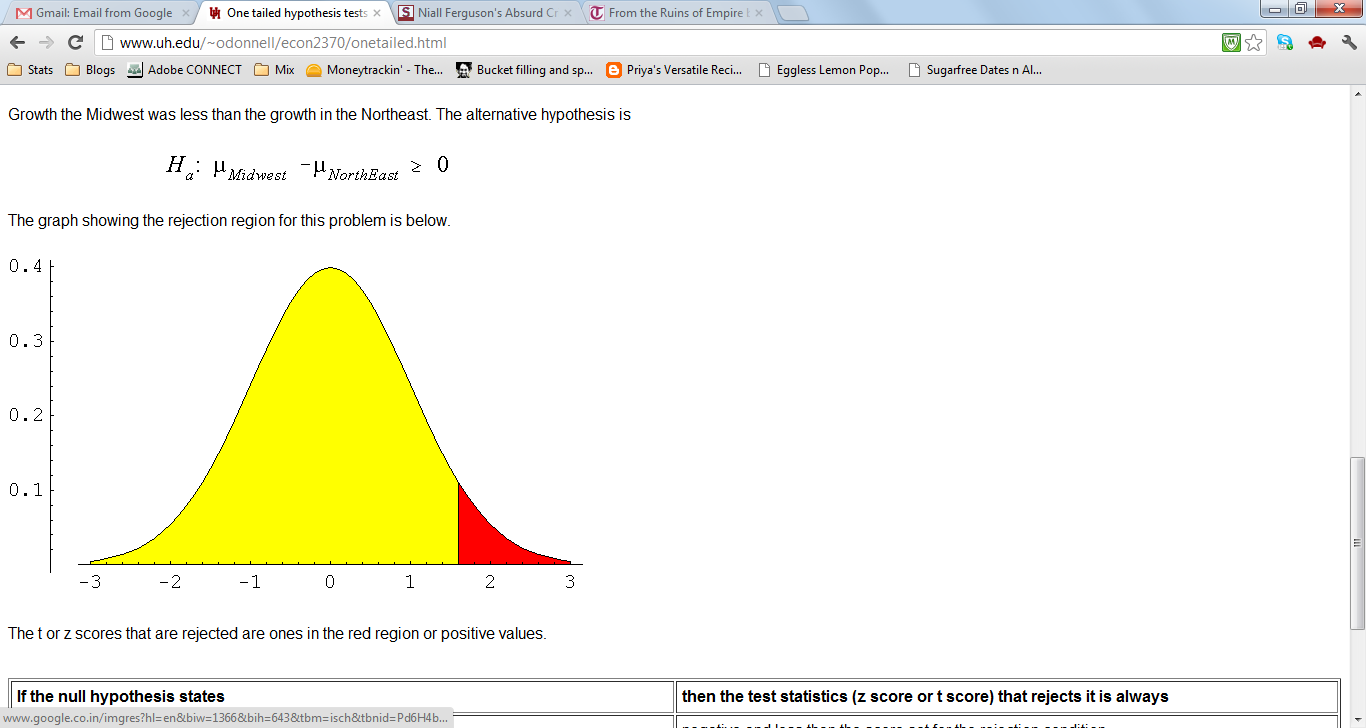 Gmail: Email from Google
One tailed hypothesis tests
Niall Ferguson's Absurd Cr
From the Ruins of Empire b
www.uh.edu/~odonnell/econ2370/onetailed.html
Stats Blogs Adobe CONNECT Mix Moneytrackin' - The... Bucket filling and sp... Priya's Versatile Reci... Eggless Lemon Pop... Sugarfree Dates n Al...
Growth the Midwest was less than the growth in the Northeast. The alternative hypothesis is
Ha: μMidwest -μNorthEast ≥ 0
The graph showing the rejection region for this problem is below.
0.4
0.3
0.2
0.1
-3 -2 -1 0 1 2 3
The t or z scores that are rejected are ones in the red region or positive values.
If the null hypothesis states
then the test statistics (z score or t score) that rejects it is always
www.google.co.in/imgres?hl=en&biw=1366&bih=643&tbm=isch&tbnid=Pd6H4b...